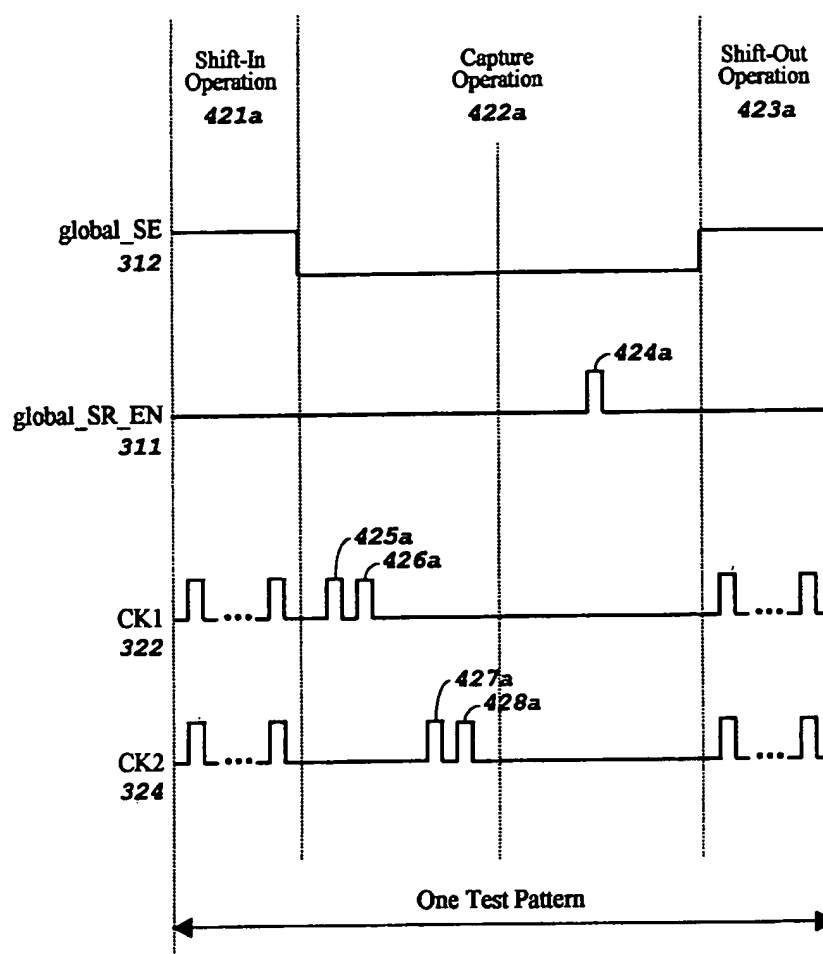 Shift-In
Operation
421a
Capture
Operation
422a
Shift-Out
Operation
423a
global_SE
312
424a
global_SR_EN
311
425a
426a
CK1
322
427a
428a
CK2
324
One Test Pattern